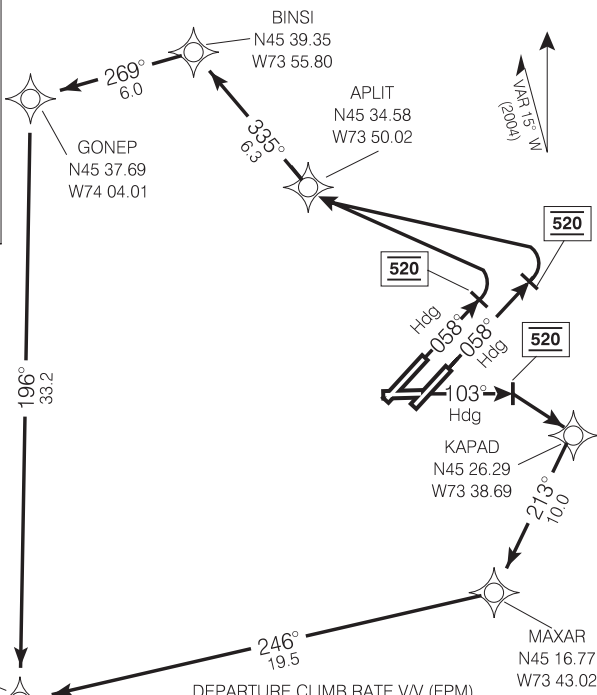 BINSI
N45 39.35
W73 55.80
269°
6.0
APLIT
N45 34.58
W73 50.02
VAR 15° W
(2004)
335°
6.3
GONEP
N45 37.69
W74 04.01
520
520
Hdg
058°
058°
Hdg
520
103°
Hdg
196°
33.2
KAPAD
N45 26.29
W73 38.69
213°
10.0
246°
19.5
MAXAR
N45 16.77
W73 43.02
DEPARTURE CLIMB RATE V/V (FPM)